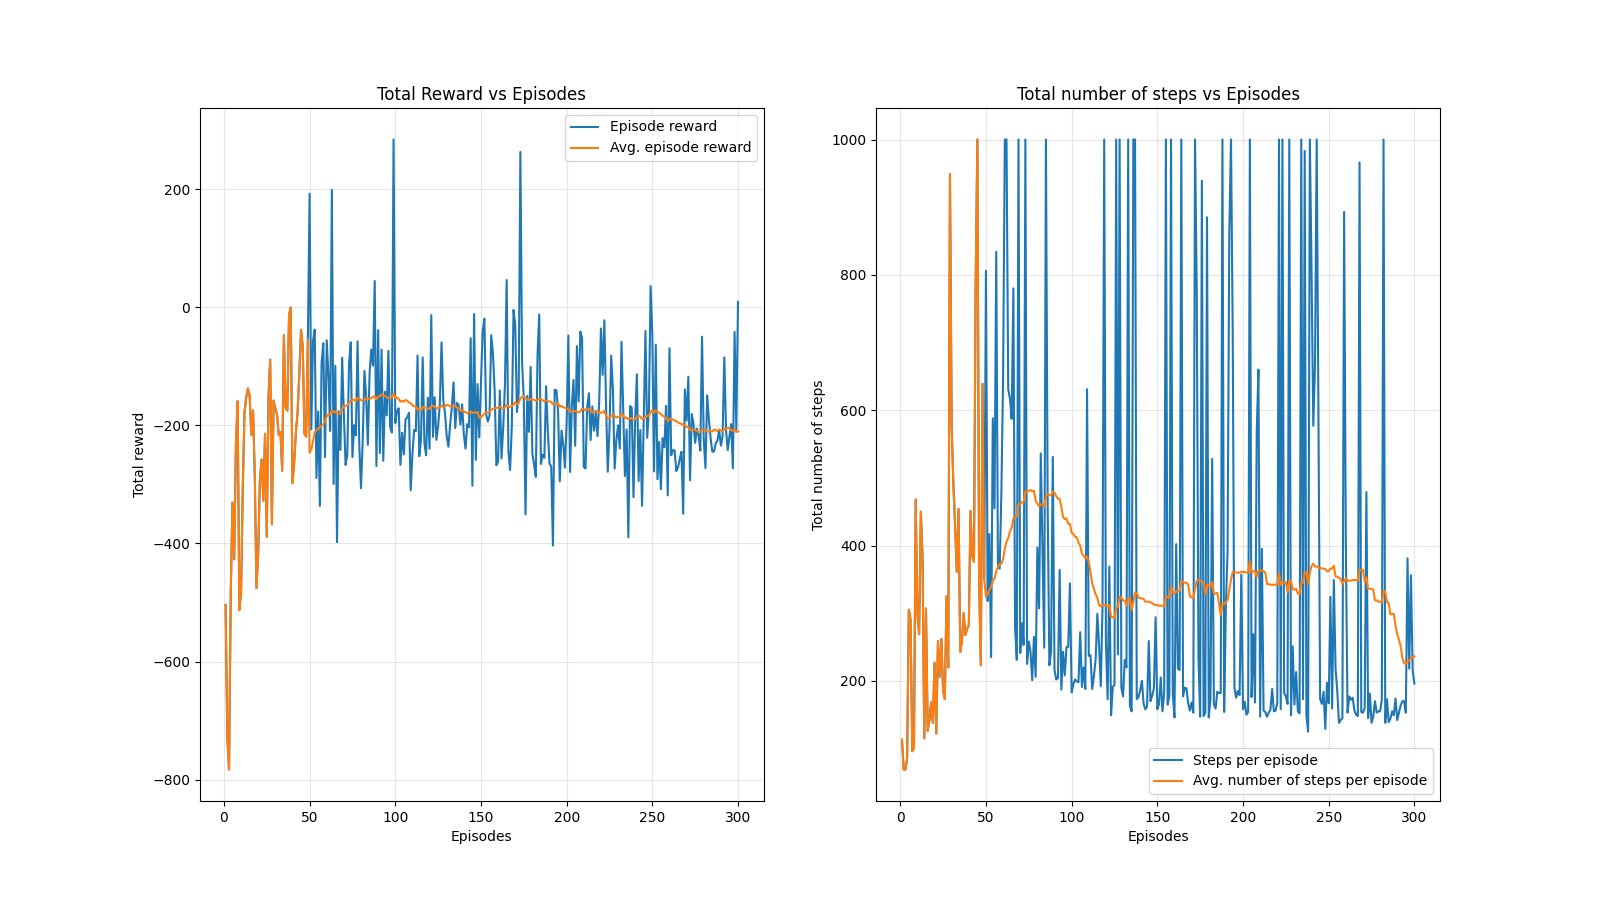 Total Reward vs Episodes
Total reward
200
0
−200
−400
−600
−800
Episode reward
Avg. episode reward
0
50
100
150
200
250
300
Episodes
Total number of steps vs Episodes
Total number of steps
1000
800
600
400
200
Steps per episode
Avg. number of steps per episode
0
50
100
150
200
250
300
Episodes